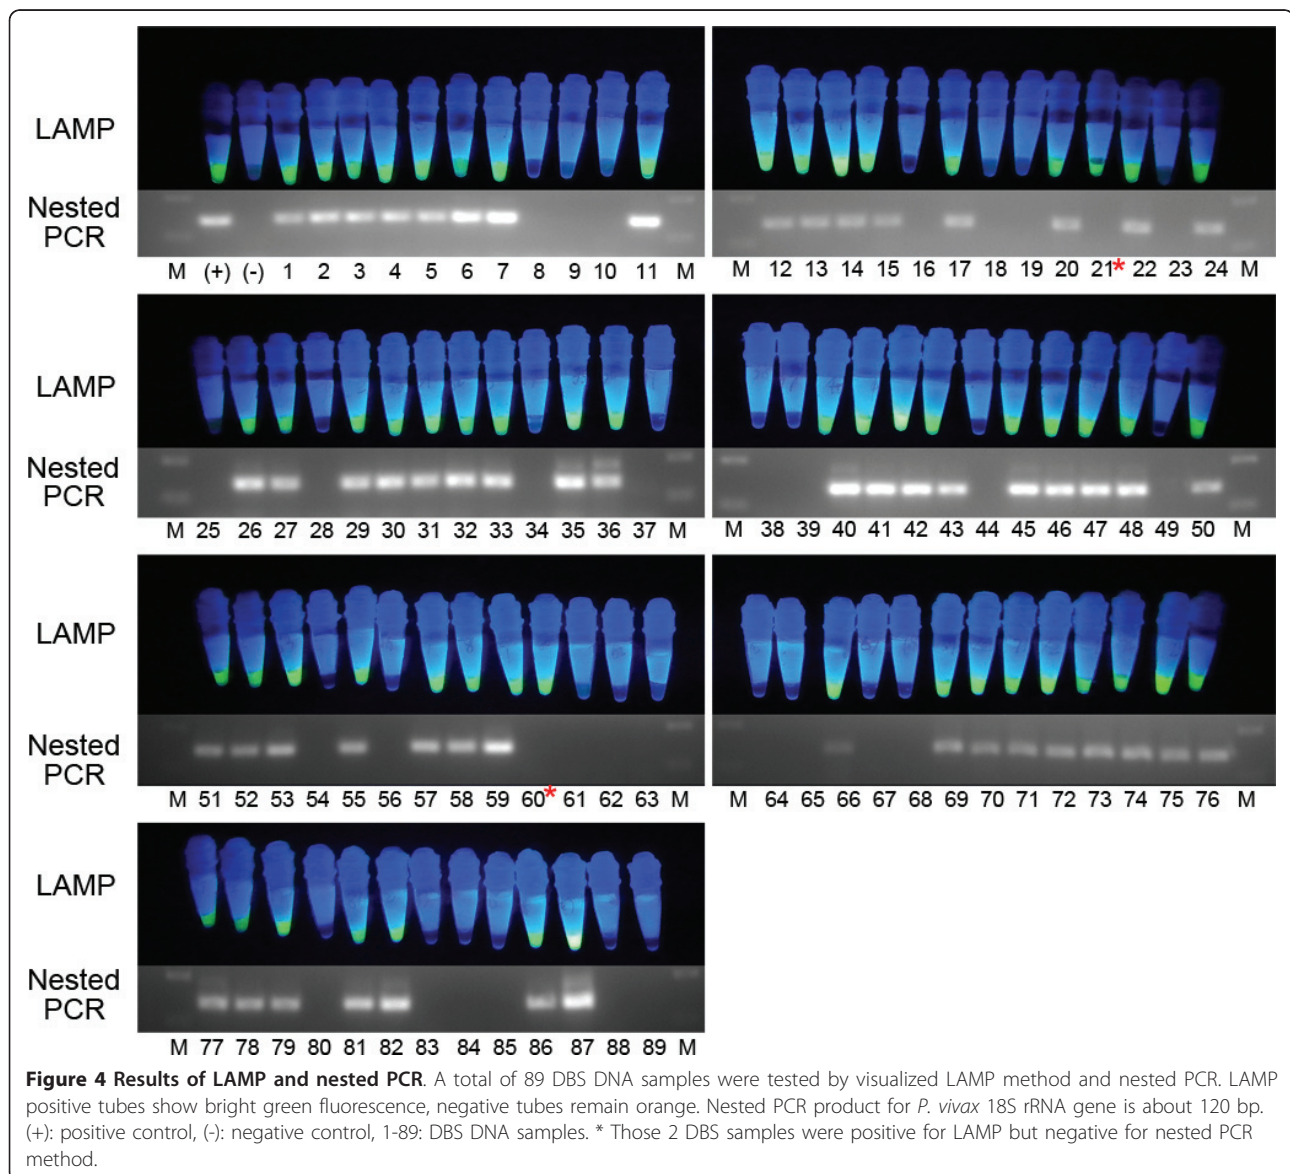 LAMP
Nested
PCR
M (+) (-) 1 2 3 4 5 6 7 8 9 10 11 M
M 12 13 14 15 16 17 18 19 20 21* 22 23 24 M
LAMP
Nested
PCR
M 25 26 27 28 29 30 31 32 33 34 35 36 37 M
M 38 39 40 41 42 43 44 45 46 47 48 49 50 M
LAMP
Nested
PCR
M 51 52 53 54 55 56 57 58 59 60* 61 62 63 M
M 64 65 66 67 68 69 70 71 72 73 74 75 76 M
LAMP
Nested
PCR
M 77 78 79 80 81 82 83 84 85 86 87 88 89 M
Figure 4 Results of LAMP and nested PCR. A total of 89 DBS DNA samples were tested by visualized LAMP method and nested PCR. LAMP
positive tubes show bright green fluorescence, negative tubes remain orange. Nested PCR product for P. vivax 18S rRNA gene is about 120 bp.
(+): positive control, (-): negative control, 1-89: DBS DNA samples. * Those 2 DBS samples were positive for LAMP but negative for nested PCR
method.